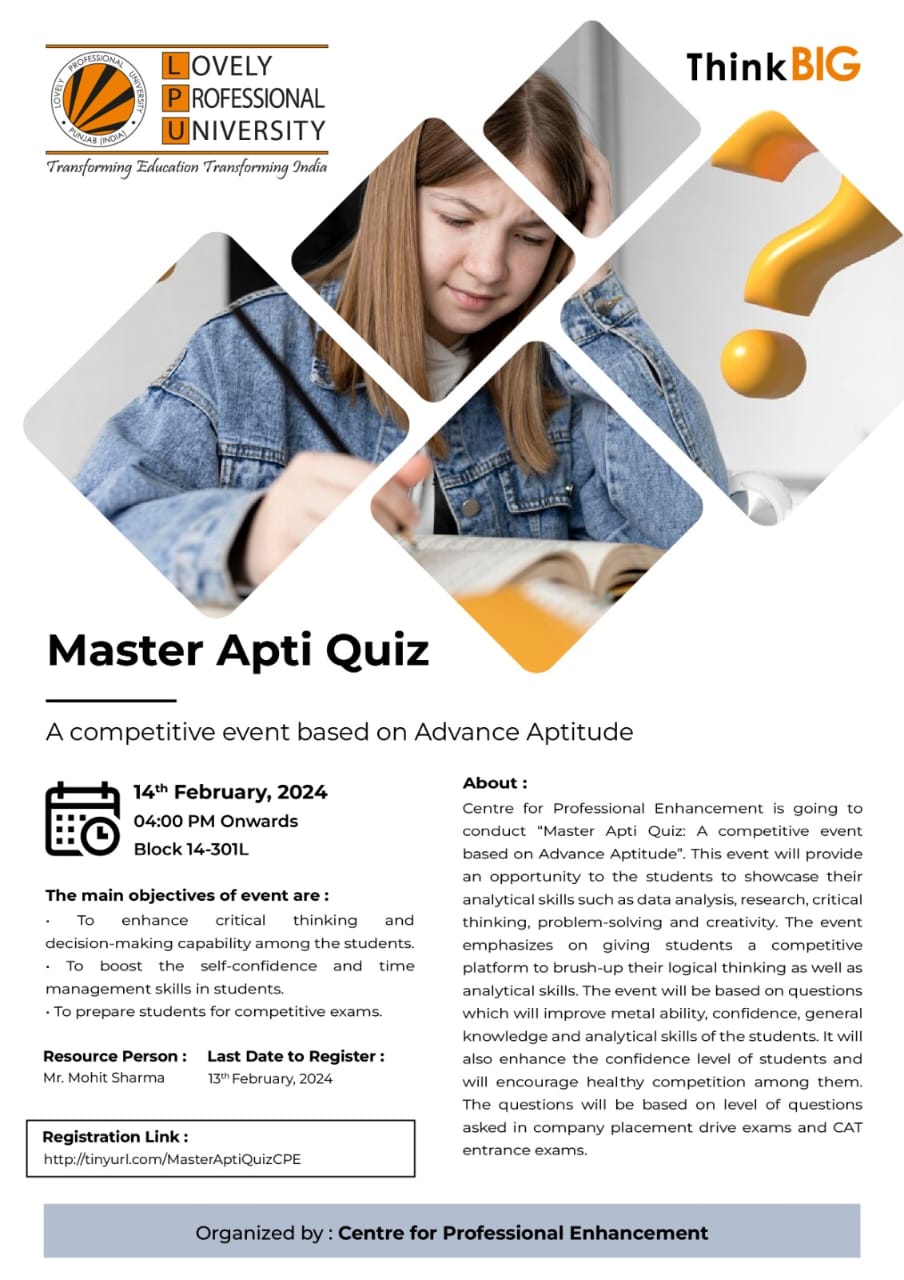 LOVELY
PROFESSIONAL
UNIVERSITY
LOVELY PROFESSIONAL UNIVERSITY
• PUNJAB (INDIA) •
Transforming Education Transforming India
ThinkBIG
Master Apti Quiz
A competitive event based on Advance Aptitude
14th February, 2024
04:00 PM Onwards
Block 14-301L
The main objectives of event are :
• To enhance critical thinking and
decision-making capability among the students.
• To boost the self-confidence and time
management skills in students.
• To prepare students for competitive exams.
Resource Person :
Mr. Mohit Sharma
Last Date to Register :
13th February, 2024
Registration Link :
http://tinyurl.com/MasterAptiQuizCPE
About :
Centre for Professional Enhancement is going to
conduct “Master Apti Quiz: A competitive event
based on Advance Aptitude”. This event will provide
an opportunity to the students to showcase their
analytical skills such as data analysis, research, critical
thinking, problem-solving and creativity. The event
emphasizes on giving students a competitive
platform to brush-up their logical thinking as well as
analytical skills. The event will be based on questions
which will improve metal ability, confidence, general
knowledge and analytical skills of the students. It will
also enhance the confidence level of students and
will encourage healthy competition among them.
The questions will be based on level of questions
asked in company placement drive exams and CAT
entrance exams.
Organized by : Centre for Professional Enhancement